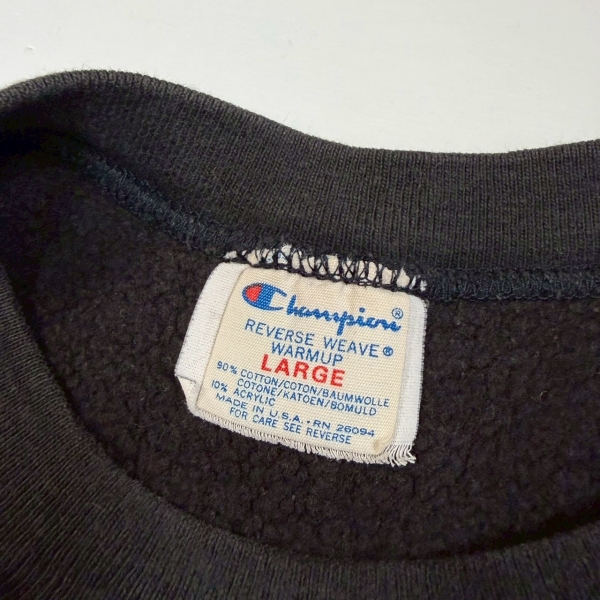 Champion®
REVERSE WEAVE®
WARMUP
LARGE
90% COTTON/COTON/BAUMWOLLE
COTONE/KATOEN/BOMULD
10% ACRYLIC
MADE IN U.S.A. • RN 26094
FOR CARE SEE REVERSE